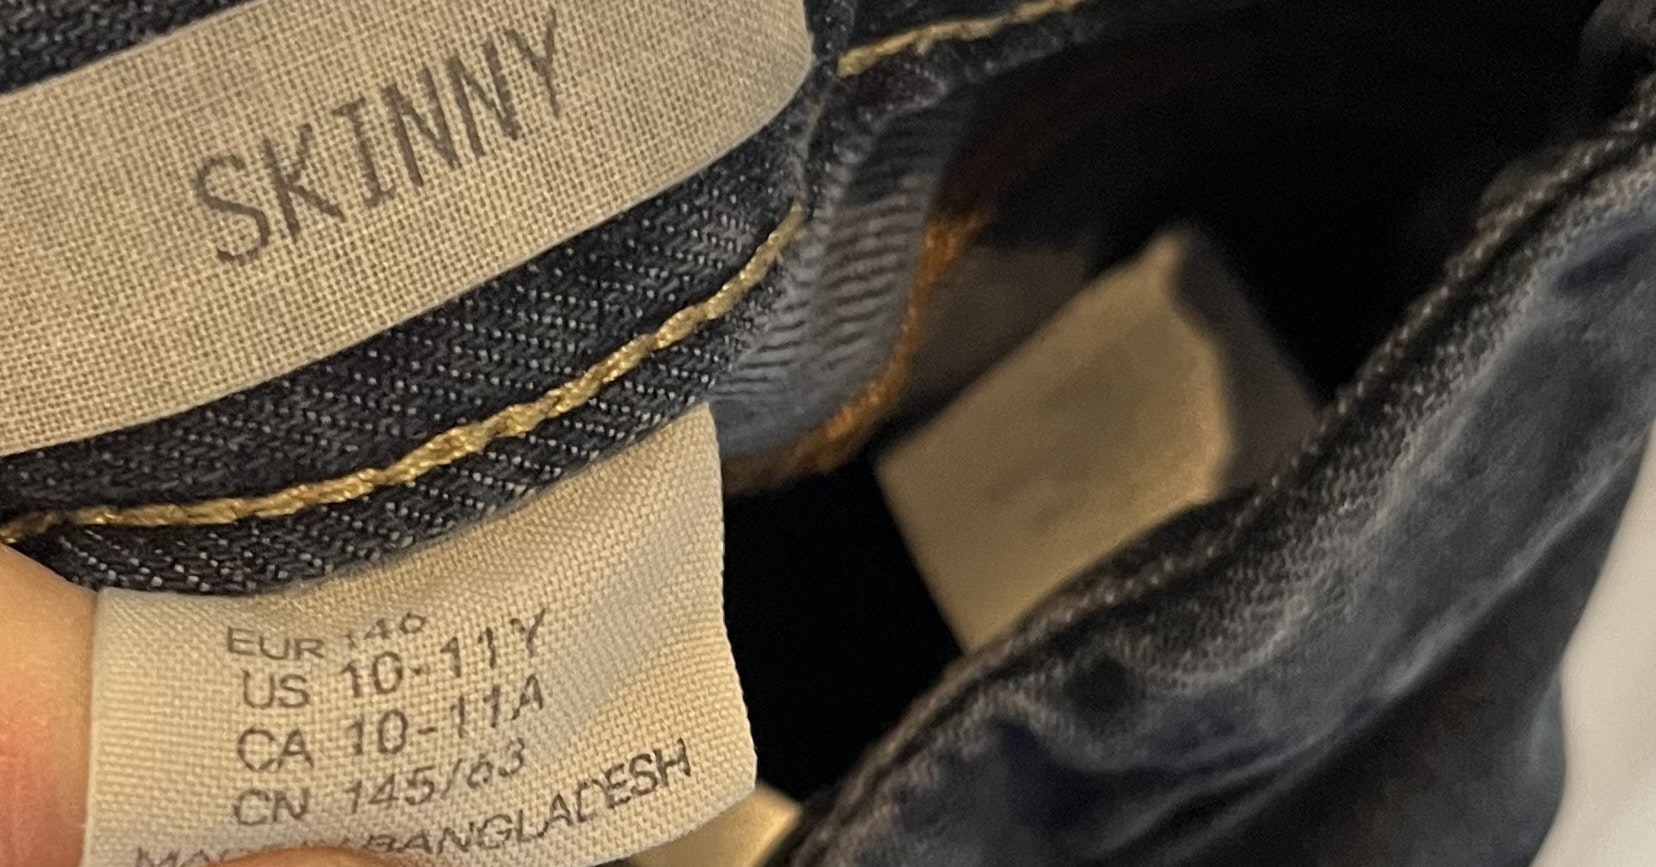 SKINNY
EUR 146
US 10-11Y
CA 10-11A
CN 145/63
BANGLADESH